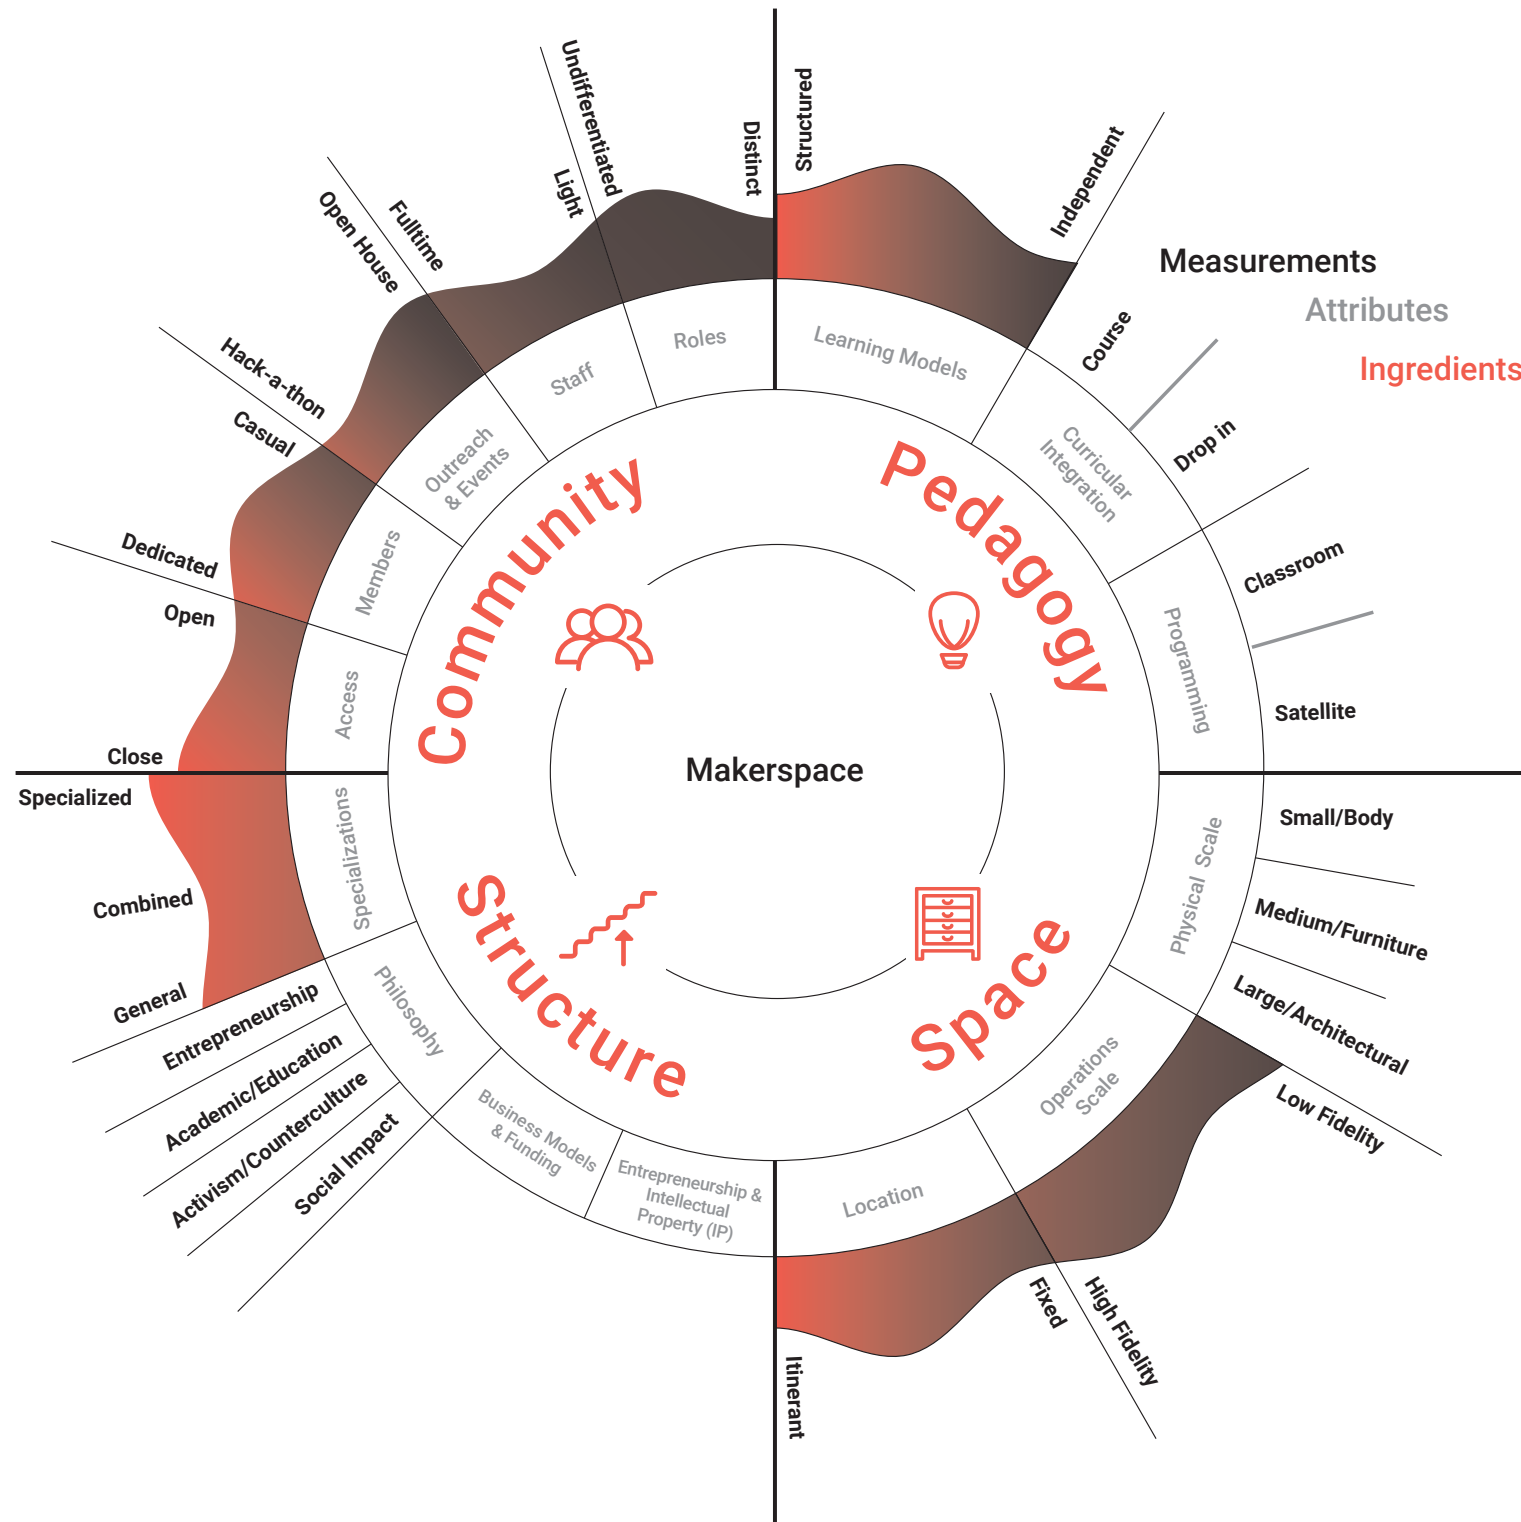 Measurements
Attributes
Ingredients
Makerspace
Pedagogy
Learning Models
Structured
Independent
Curricular
Integration
Course
Drop in
Programming
Classroom
Satellite
Space
Physical Scale
Small/Body
Medium/Furniture
Large/Architectural
Operations
Scale
Low Fidelity
High Fidelity
Location
Fixed
Itinerant
Structure
Entrepreneurship &
Intellectual
Property (IP)
Business Models
& Funding
Philosophy
Social Impact
Activism/Counterculture
Academic/Education
Entrepreneurship
Specializations
General
Combined
Specialized
Community
Access
Close
Open
Members
Dedicated
Casual
Outreach
& Events
Hack-a-thon
Open House
Staff
Fulltime
Light
Roles
Undifferentiated
Distinct